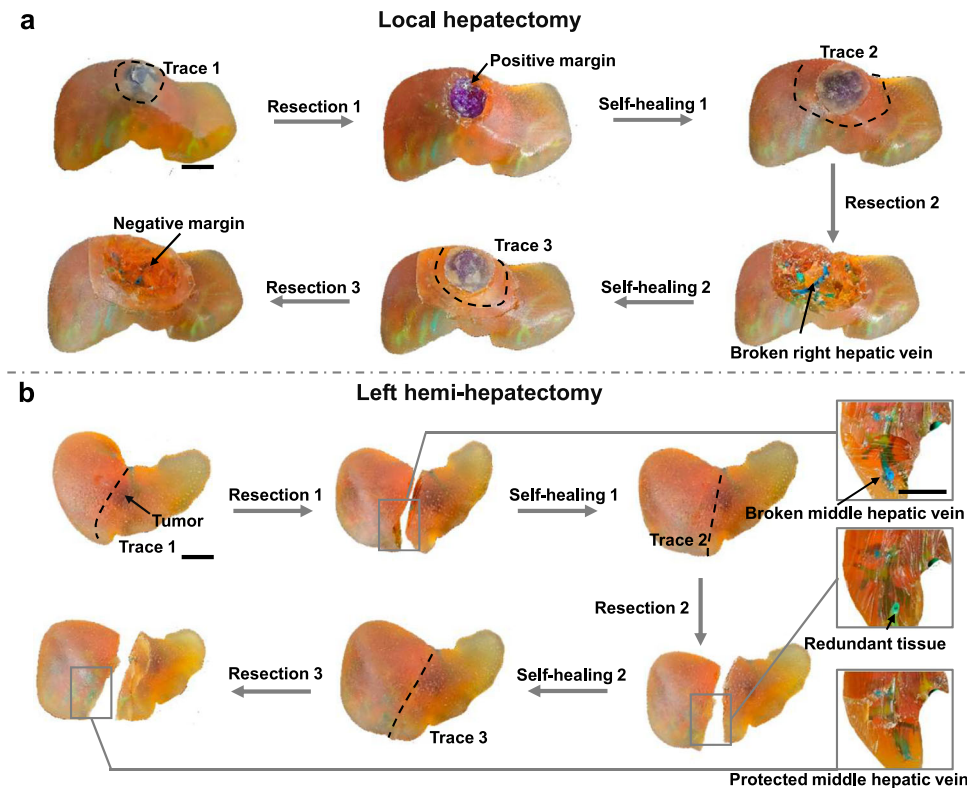 a
Local hepatectomy
Trace 1
Resection 1
Positive margin
Self-healing 1
Trace 2
Resection 2
Negative margin
Resection 3
Trace 3
Self-healing 2
Broken right hepatic vein
b
Left hemi-hepatectomy
Tumor
Trace 1
Resection 1
Self-healing 1
Trace 2
Broken middle hepatic vein
Resection 2
Redundant tissue
Resection 3
Trace 3
Self-healing 2
Protected middle hepatic vein